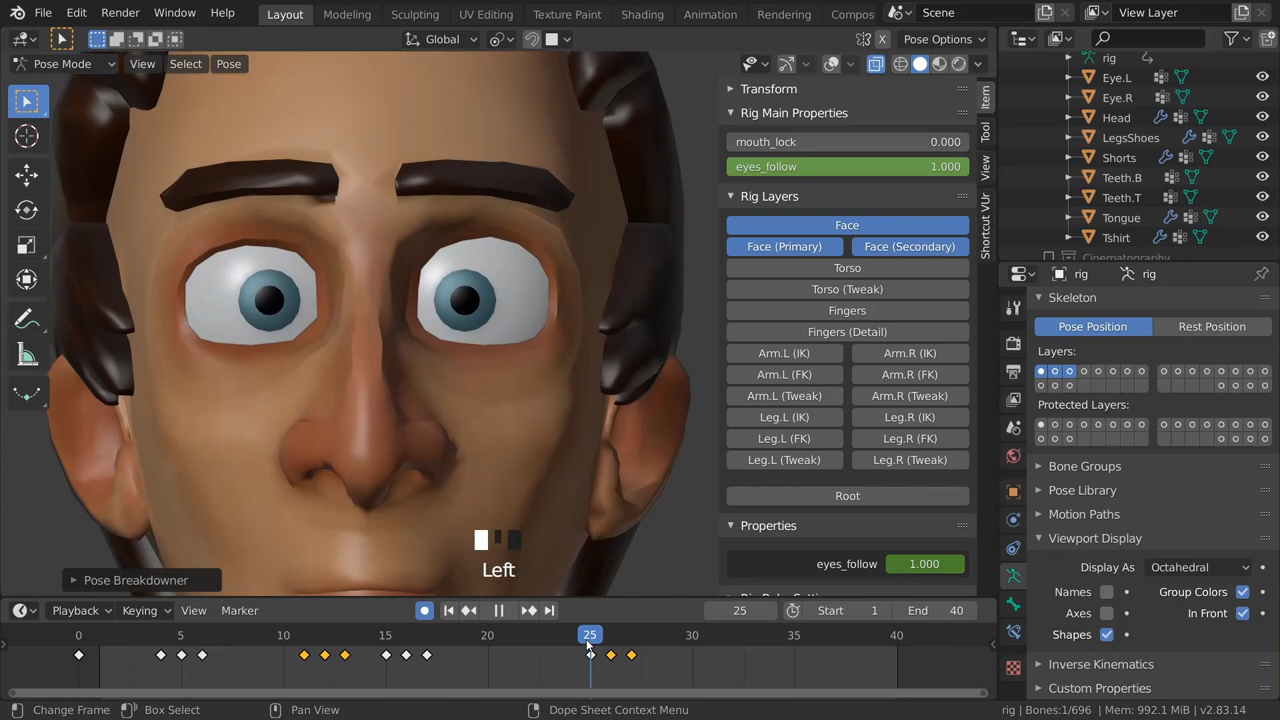 File Edit Render Window Help Layout Modeling Sculpting UV Editing Texture Paint Shading Animation Rendering Compos Scene View Layer
Global X Pose Options
Pose Mode View Select Pose
rig
Eye.L
Eye.R
Head
LegsShoes
Shorts
Teeth.B
Teeth.T
Tongue
Tshirt
Cinematography
Transform
Rig Main Properties
mouth_lock 0.000
eyes_follow 1.000
Rig Layers
Face
Face (Primary) Face (Secondary)
Torso
Torso (Tweak)
Fingers
Fingers (Detail)
Arm.L (IK) Arm.R (IK)
Arm.L (FK) Arm.R (FK)
Arm.L (Tweak) Arm.R (Tweak)
Leg.L (IK) Leg.R (IK)
Leg.L (FK) Leg.R (FK)
Leg.L (Tweak) Leg.R (Tweak)
Root
Properties
eyes_follow 1.000
Item
Tool
View
Shortcut VUr
rig rig
Skeleton
Pose Position Rest Position
Layers:
Protected Layers:
Bone Groups
Pose Library
Motion Paths
Viewport Display
Display As Octahedral
Names Group Colors
Axes In Front
Shapes
Inverse Kinematics
Custom Properties
Left
Pose Breakdowner
Playback Keying View Marker 25 Start 1 End 40
0 5 10 15 20 25 30 35 40
Change Frame Box Select Pan View Dope Sheet Context Menu rig | Bones:1/696 | Mem: 992.1 MiB | v2.83.14